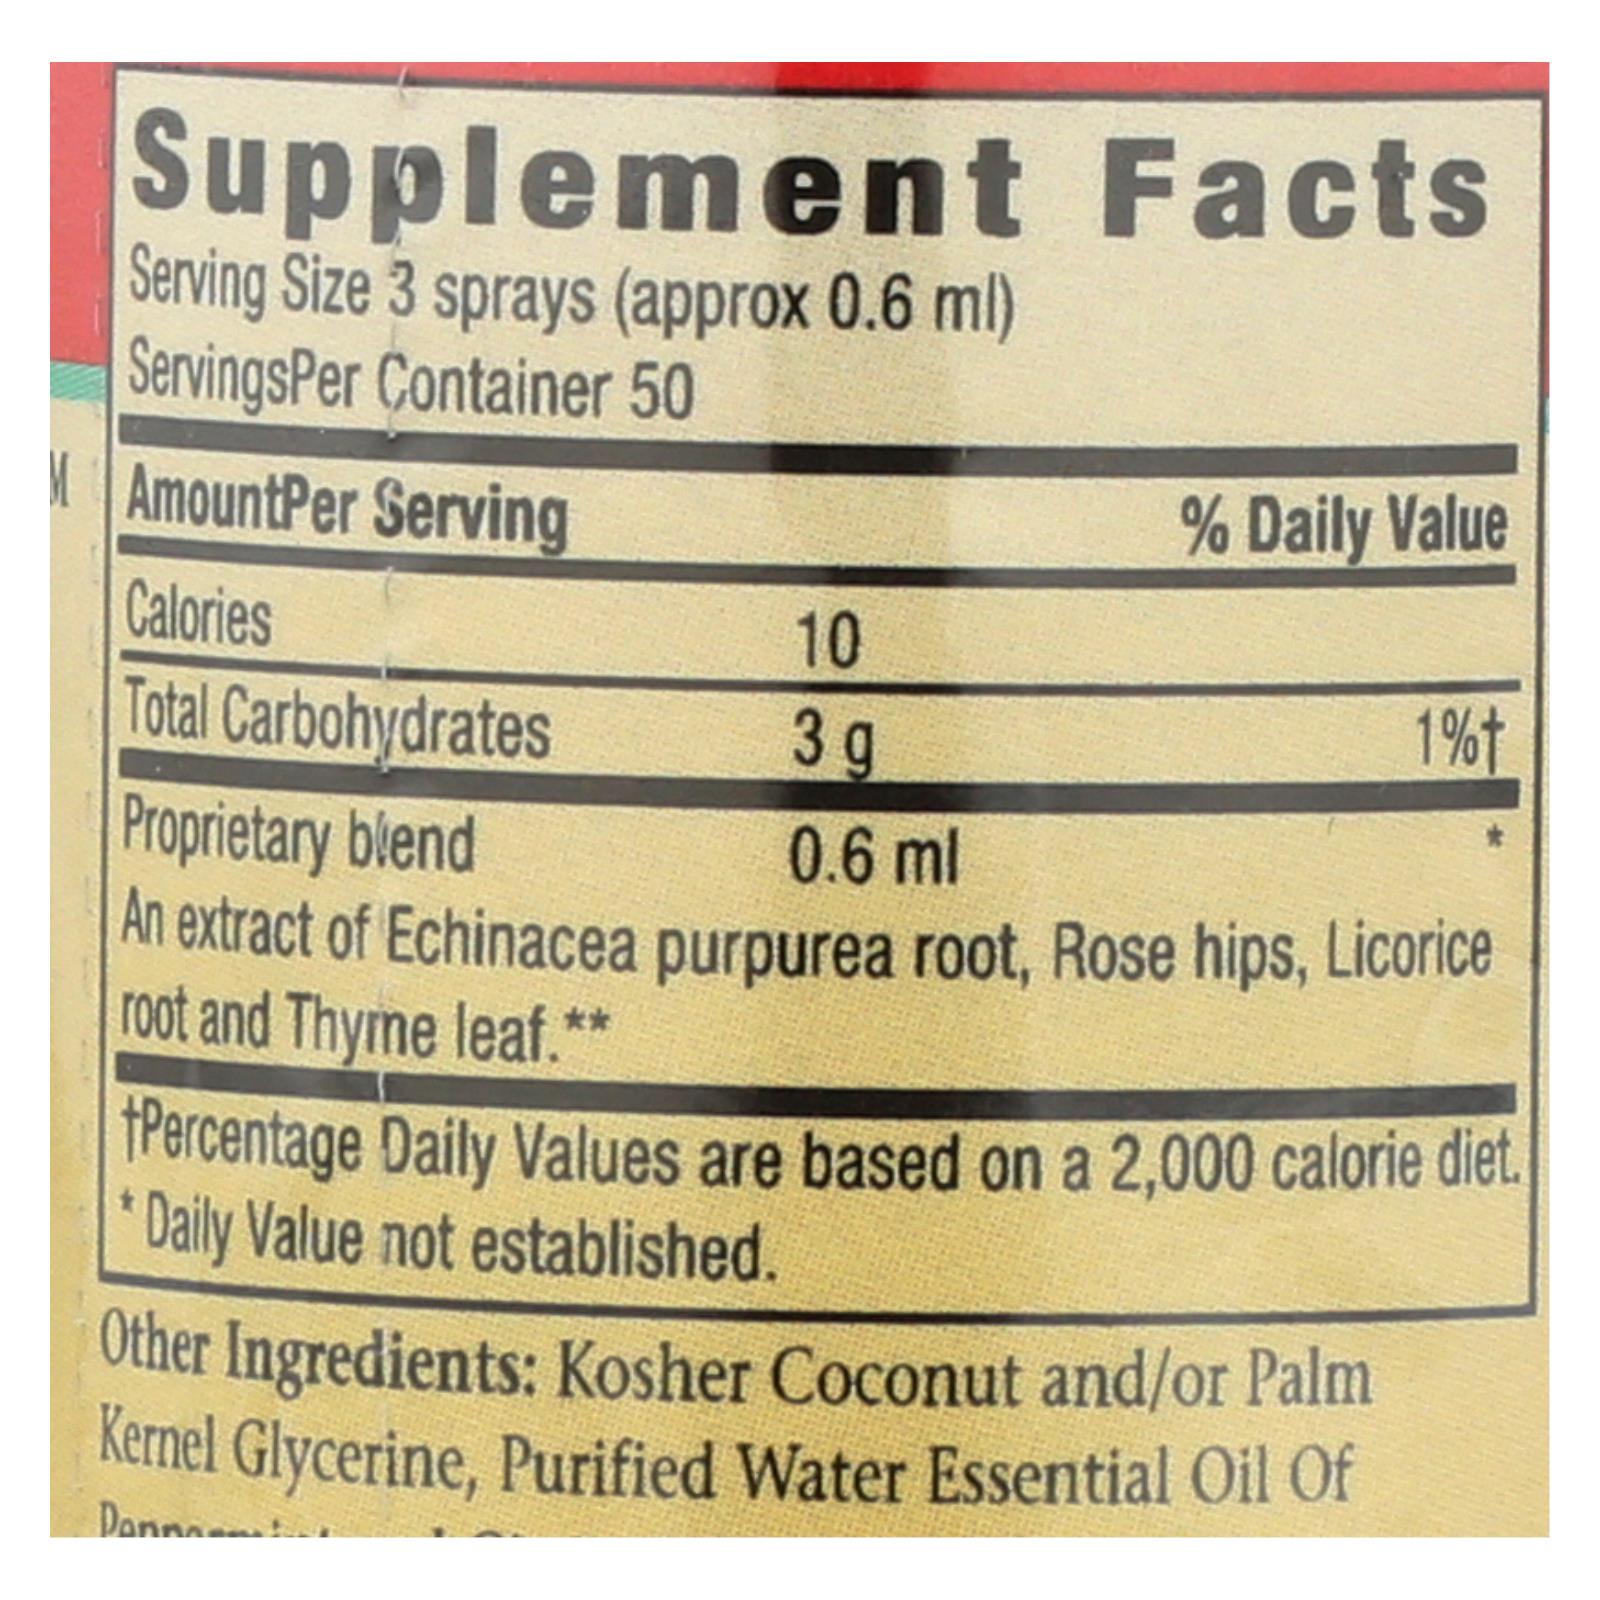 Supplement Facts
Serving Size 3 sprays (approx 0.6 ml)
ServingsPer Container 50
AmountPer Serving % Daily Value
Calories 10
Total Carbohydrates 3 g 1%†
Proprietary blend 0.6 ml *
An extract of Echinacea purpurea root, Rose hips, Licorice
root and Thyme leaf.**
†Percentage Daily Values are based on a 2,000 calorie diet.
* Daily Value not established.
Other Ingredients: Kosher Coconut and/or Palm
Kernel Glycerine, Purified Water Essential Oil Of
M